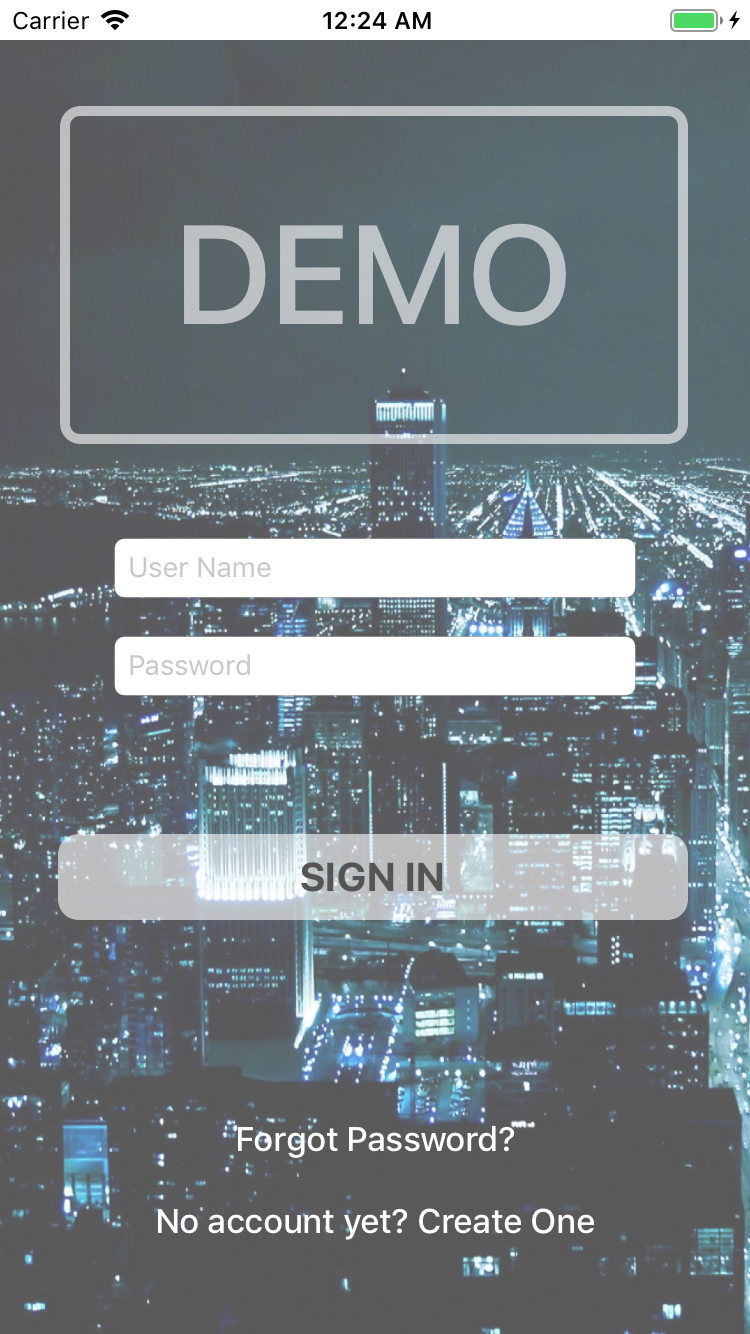 Carrier 12:24 AM
DEMO
User Name
Password
SIGN IN
Forgot Password?
No account yet? Create One